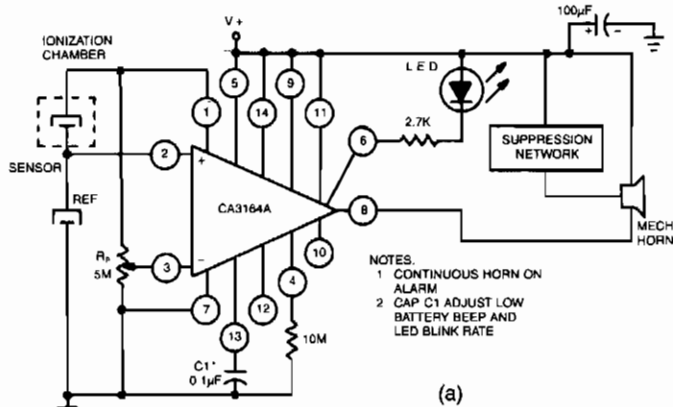 100µF
+ -
V +
IONIZATION
CHAMBER
LED
5
9
1
14
11
2.7K
6
SUPPRESSION
NETWORK
2
+
SENSOR
REF
CA3164A
8
MECH
HORN
10
NOTES.
1 CONTINUOUS HORN ON
ALARM
2 CAP C1 ADJUST LOW
BATTERY BEEP AND
LED BLINK RATE
5M
3
-
4
7
12
13
10M
C1*
0 1µF
(a)